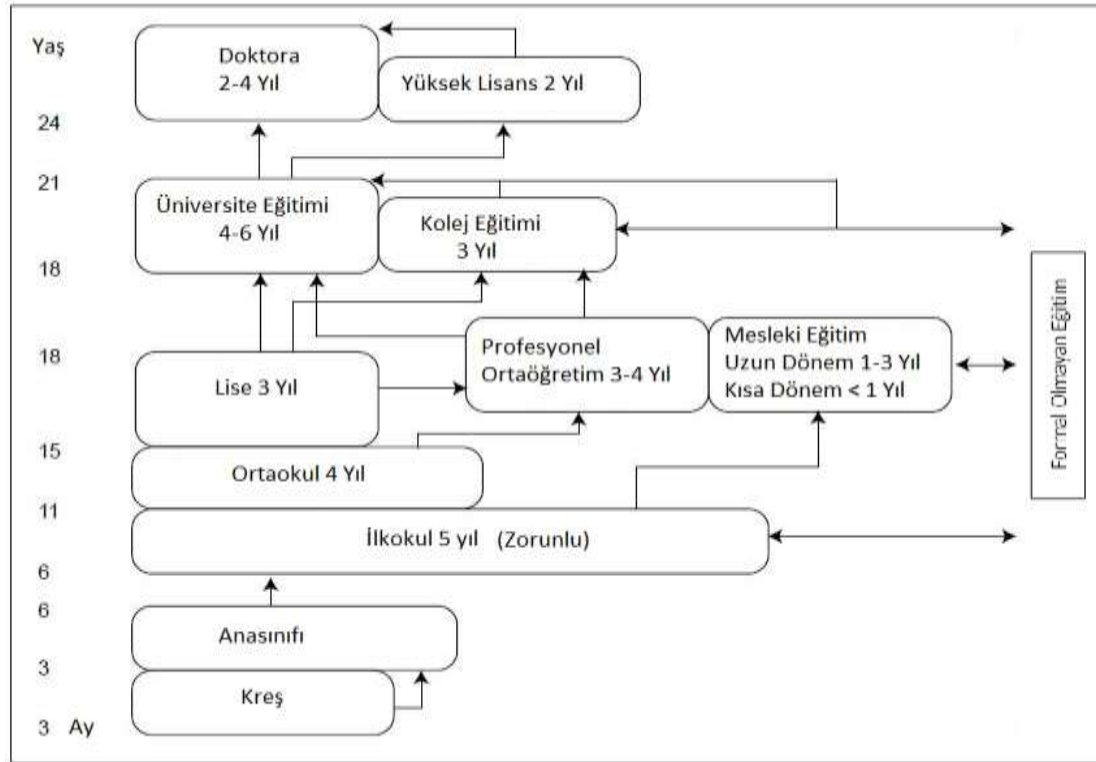 Yaş
Doktora
2-4 Yıl
Yüksek Lisans 2 Yıl
24
21
Üniversite Eğitimi
4-6 Yıl
Kolej Eğitimi
3 Yıl
18
18
Profesyonel
Ortaöğretim 3-4 Yıl
Mesleki Eğitim
Uzun Dönem 1-3 Yıl
Kısa Dönem < 1 Yıl
Lise 3 Yıl
Formal Olmayan Eğitim
15
Ortaokul 4 Yıl
11
İlkokul 5 yıl (Zorunlu)
6
6
Anasınıfı
3
Kreş
3 Ay